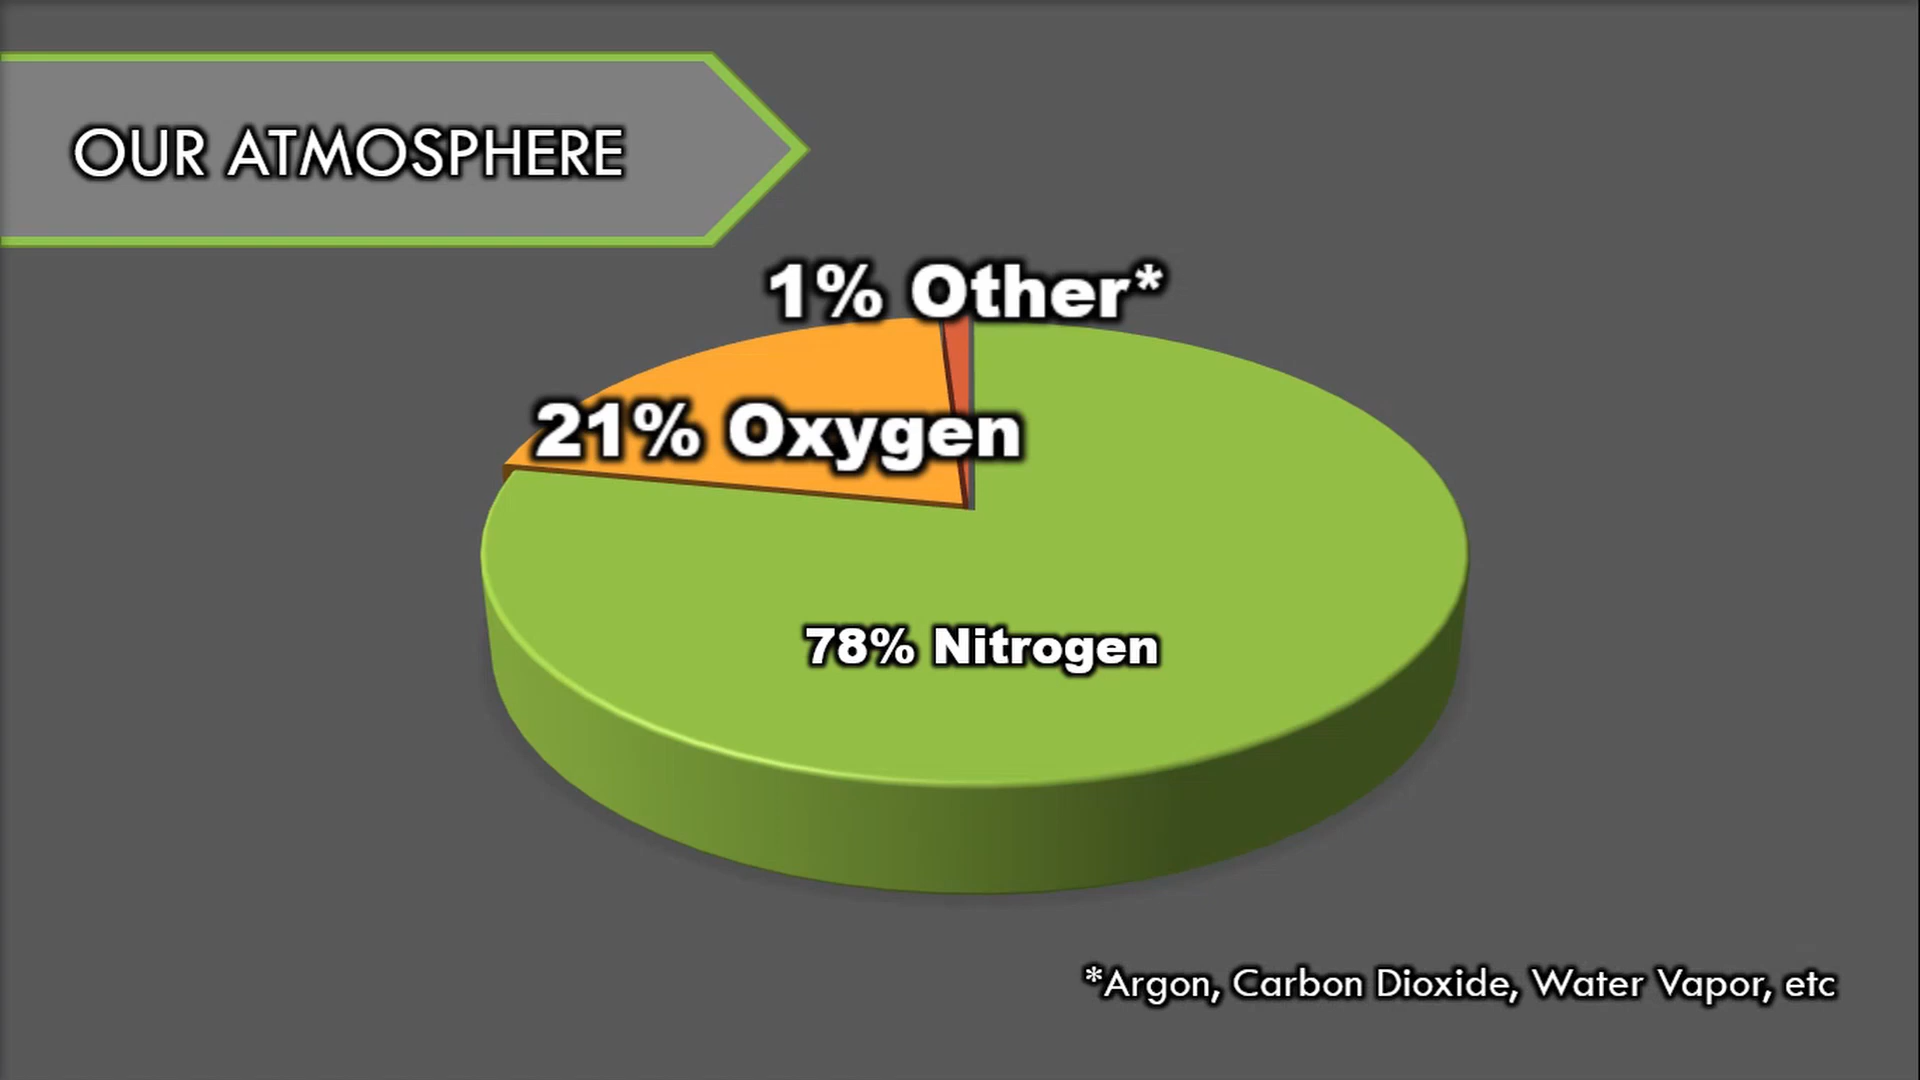 OUR ATMOSPHERE
1% Other*
21% Oxygen
78% Nitrogen
*Argon, Carbon Dioxide, Water Vapor, etc